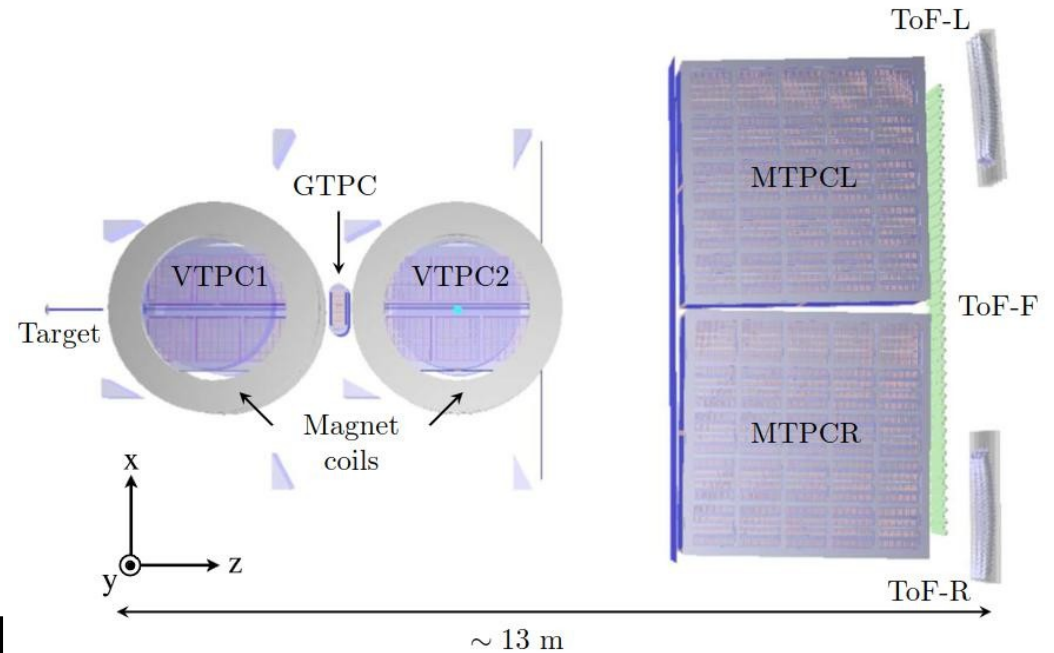 ToF-L
GTPC
MTPCL
VTPC1
VTPC2
ToF-F
Target
Magnet
coils
MTPCR
x
y
z
ToF-R
∼ 13 m